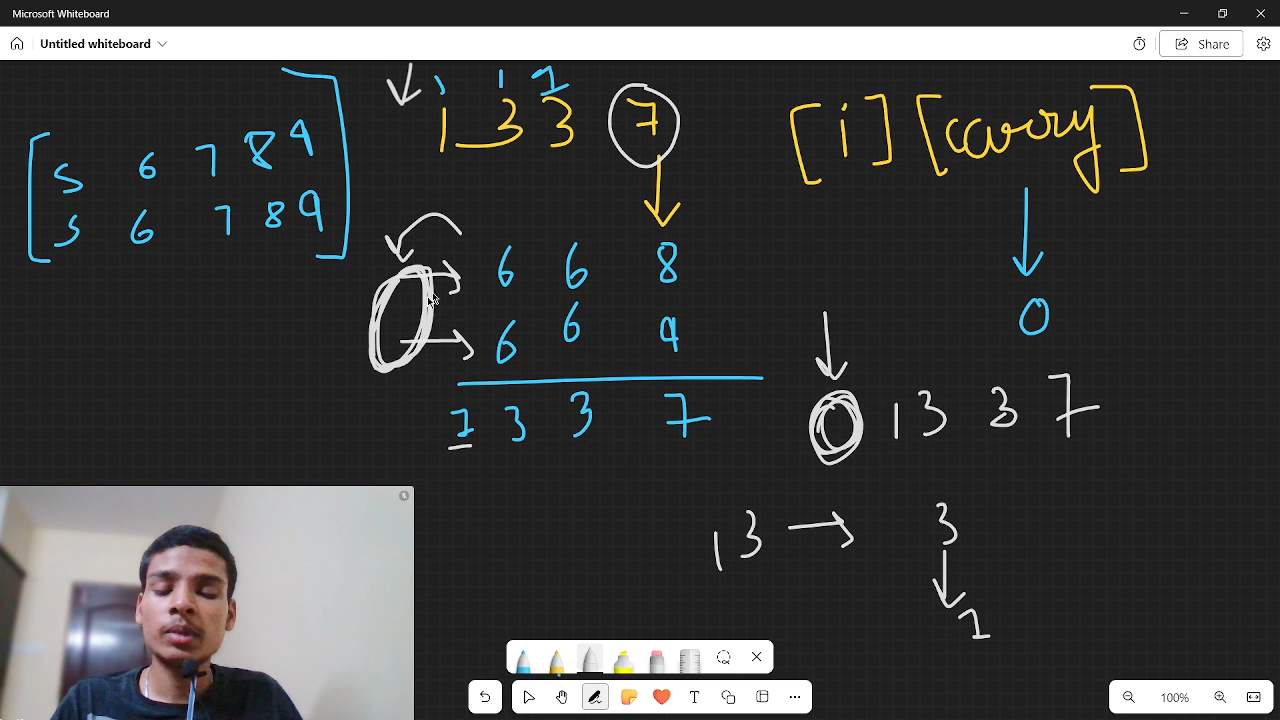 Microsoft Whiteboard
Untitled whiteboard
Share
1 1 1
1 3 3 7
[i] [carry]
5 6 7 8 9
5 6 7 8 9
6 6 8
6 6 9
1 3 3 7
0
0 1 3 3 7
13 → 3
1
100%